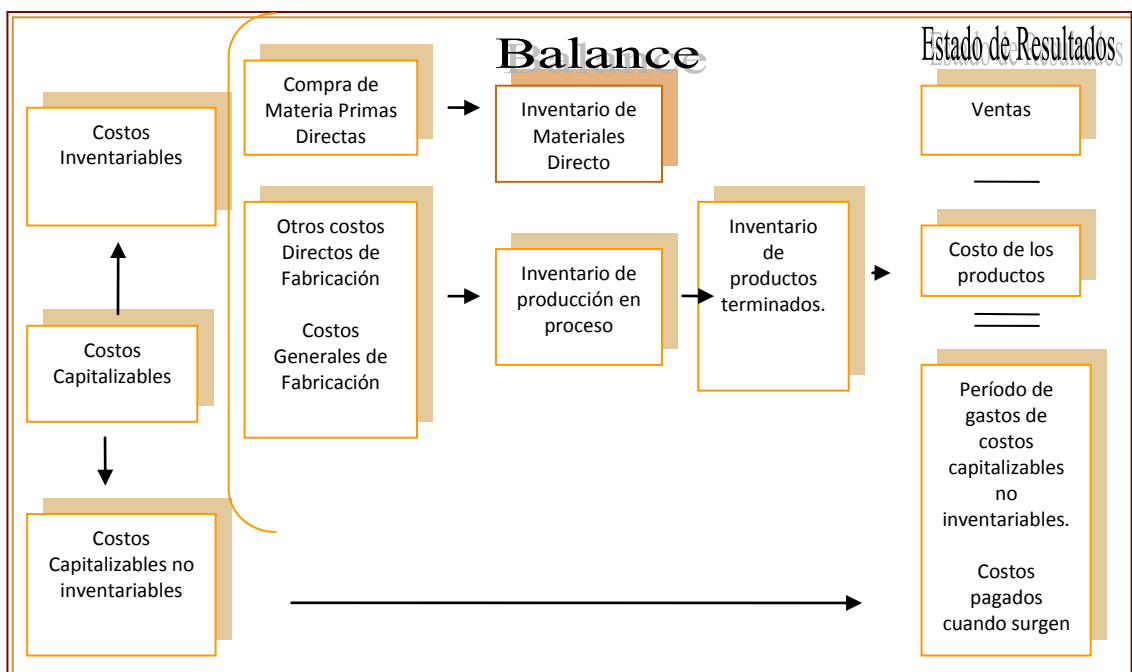 Balance
Estado de Resultados
Costos
Inventariables
Costos
Capitalizables
Costos
Capitalizables no
inventariables
Compra de
Materia Primas
Directas
Otros costos
Directos de
Fabricación
Costos
Generales de
Fabricación
Inventario de
Materiales
Directo
Inventario de
producción en
proceso
Inventario
de
productos
terminados.
Ventas
Costo de los
productos
Período de
gastos de
costos
capitalizables
no
inventariables.
Costos
pagados
cuando surgen